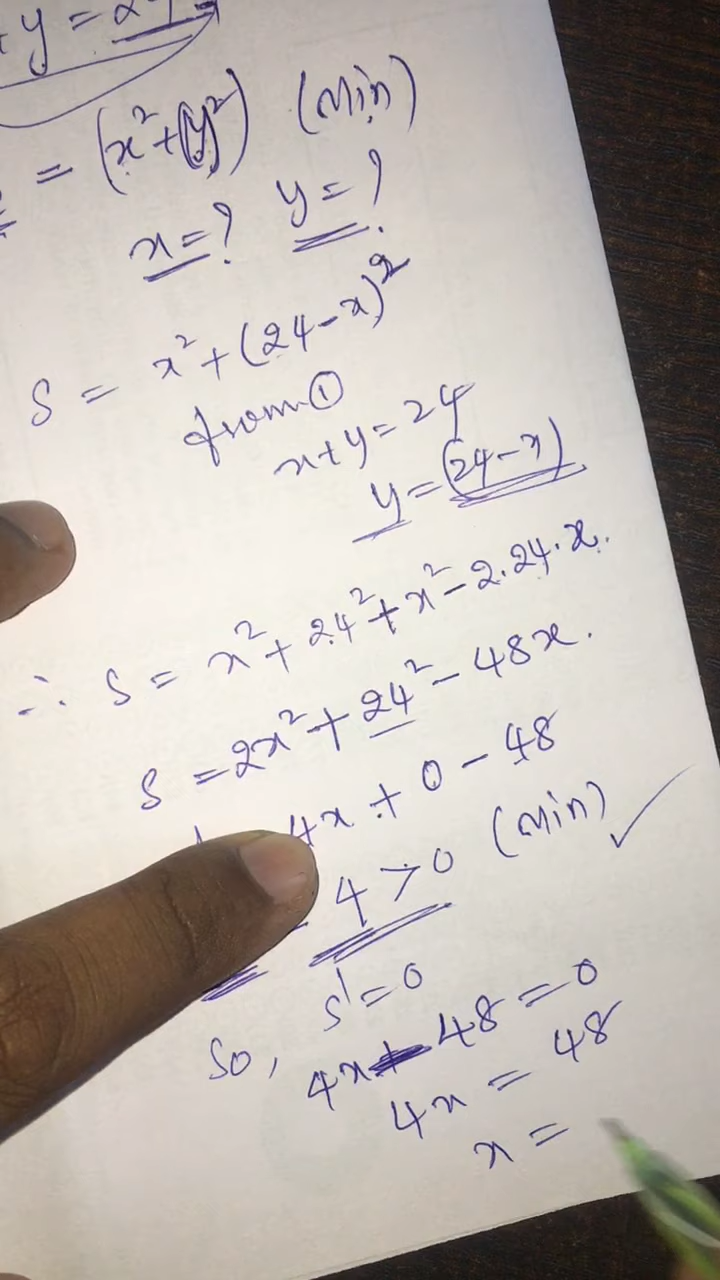 +y = 24
= (x²+y²) (Min)
x=? y=?
S = x²+(24-x)²
from ①
x+y=24
y=(24-x)
∴ S = x²+24²+x²-2.24.x.
S =2x²+24²-48x.
4x + 0 - 48
4>0 (Min) ✓
So, S'=0
4x - 48=0
4x = 48
x =